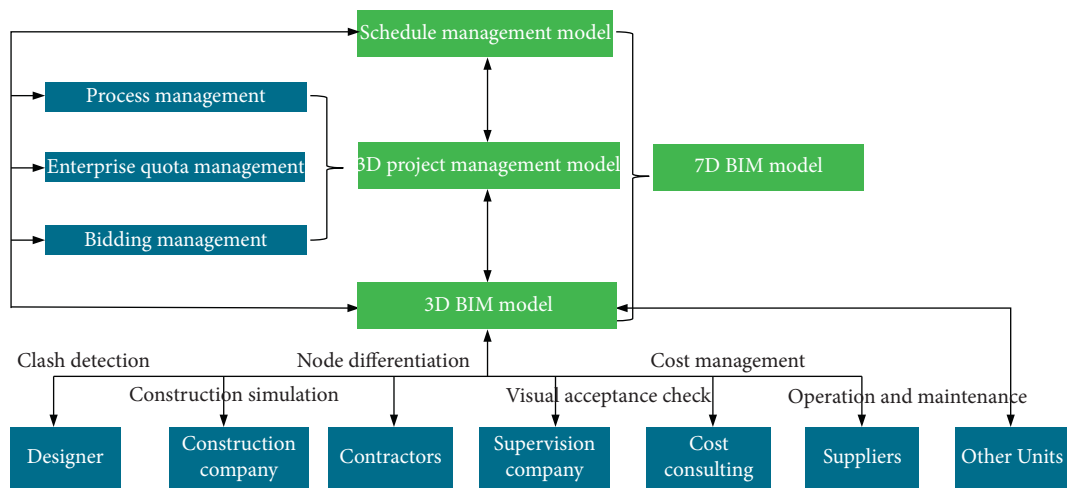 Schedule management model
Process management
Enterprise quota management
3D project management model
7D BIM model
Bidding management
3D BIM model
Clash detection
Node differentiation
Cost management
Construction simulation
Visual acceptance check
Operation and maintenance
Designer
Construction
company
Contractors
Supervision
company
Cost
consulting
Suppliers
Other Units